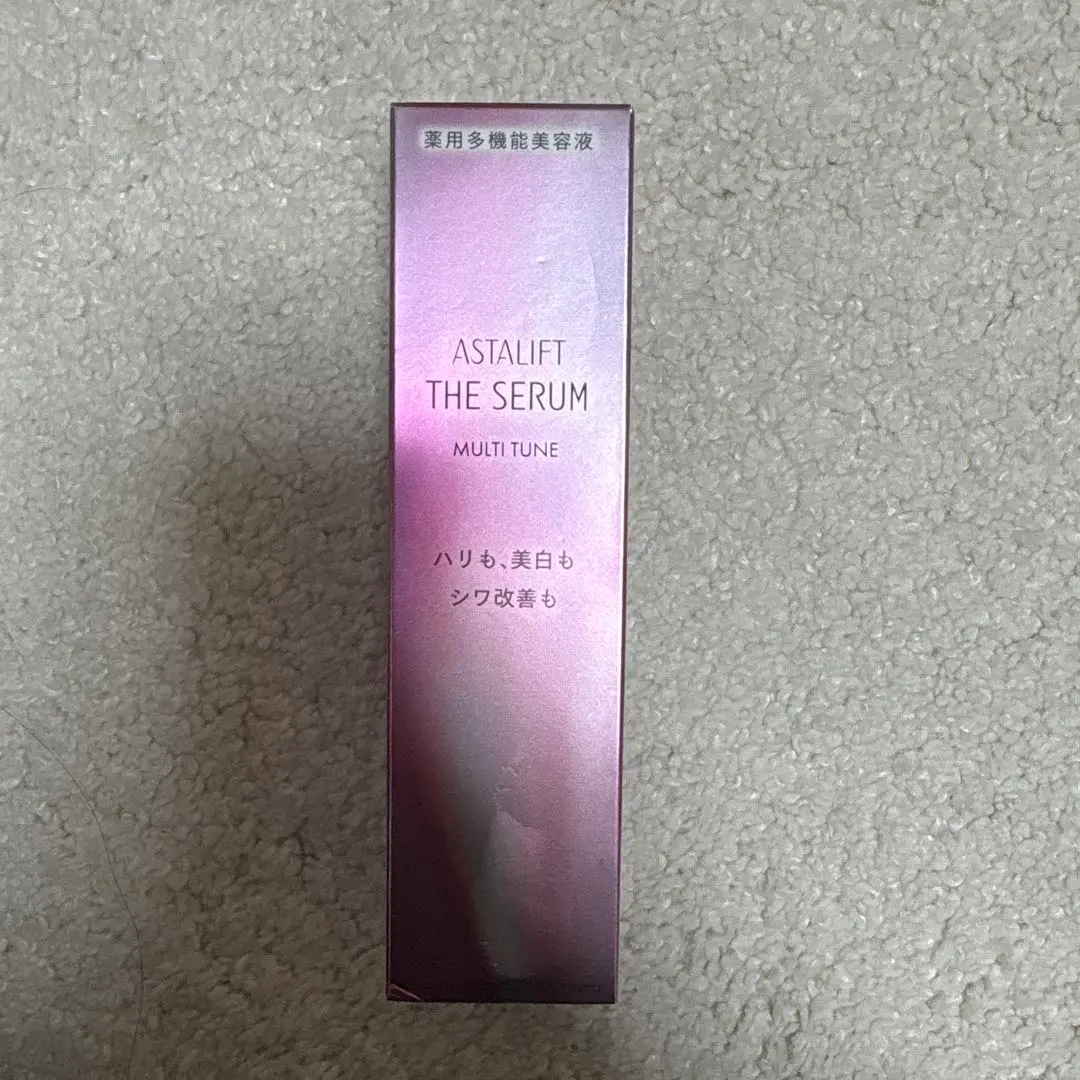 薬用多機能美容液
ASTALIFT
THE SERUM
MULTI TUNE
ハリも、美白も
シワ改善も